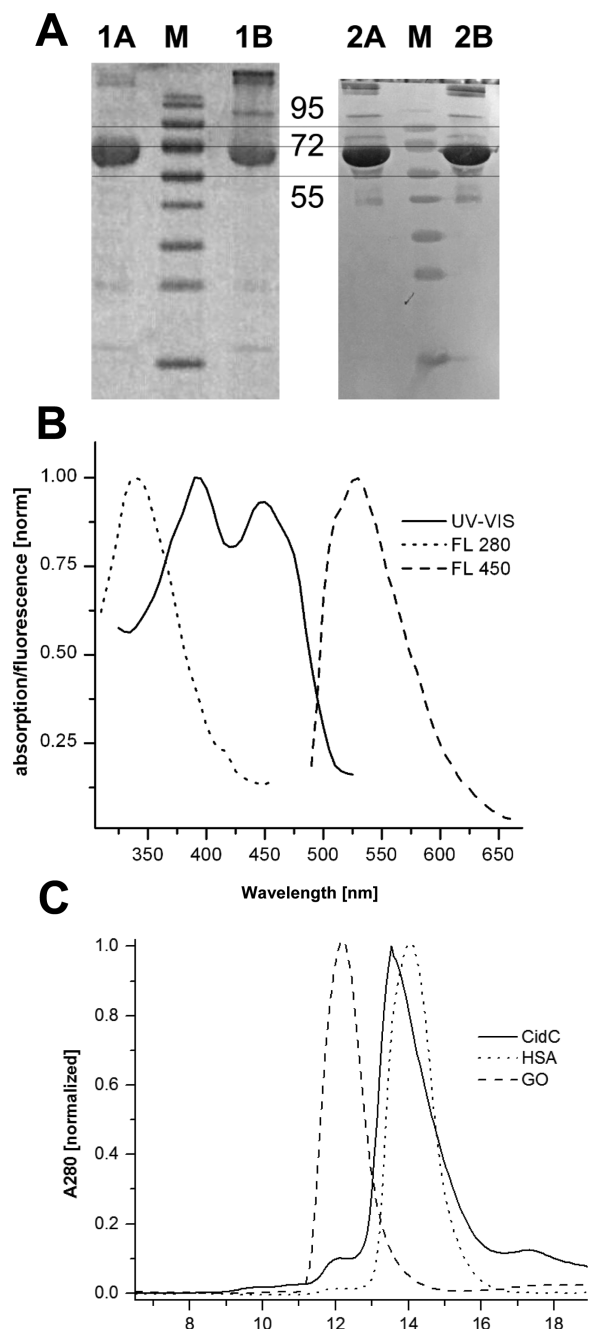 A
1A M 1B 2A M 2B
95
72
55
B
absorption/fluorescence [norm]
1.00
0.75
0.50
0.25
UV-VIS
FL 280
FL 450
350 400 450 500 550 600 650
Wavelength [nm]
C
A280 [normalized]
1.0
0.8
0.6
0.4
0.2
0.0
CidC
HSA
GO
8 10 12 14 16 18